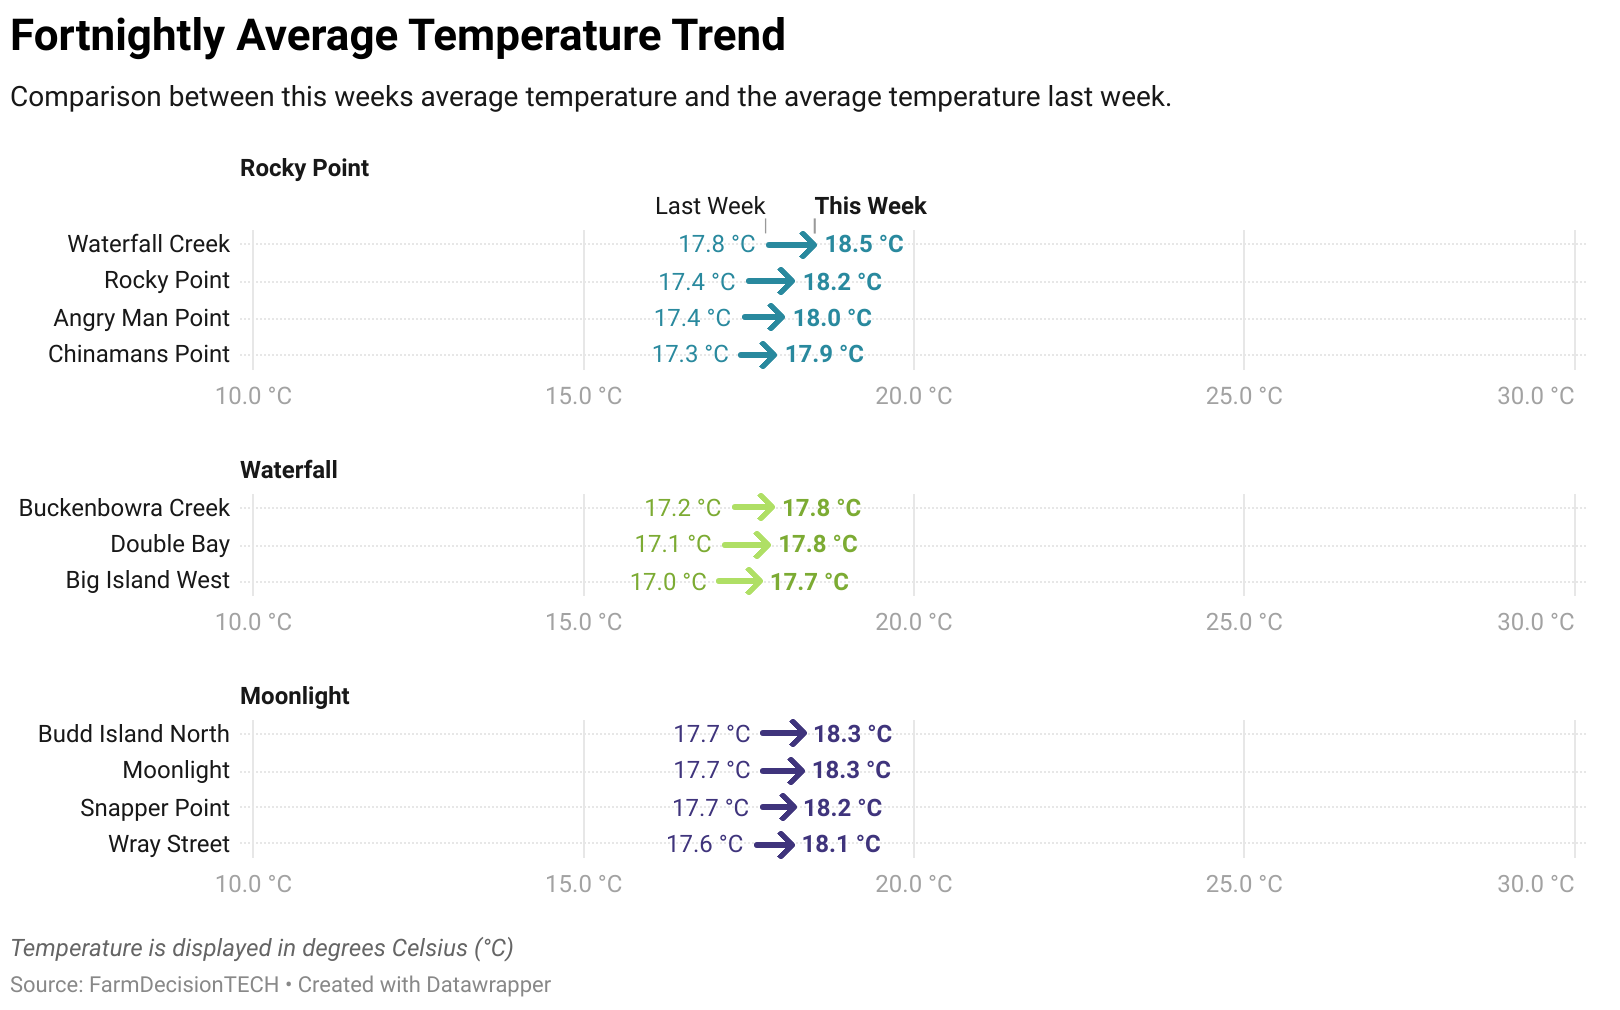 Fortnightly Average Temperature Trend
Comparison between this weeks average temperature and the average temperature last week.
Rocky Point
Last Week This Week
Waterfall Creek 17.8 °C 18.5 °C
Rocky Point 17.4 °C 18.2 °C
Angry Man Point 17.4 °C 18.0 °C
Chinamans Point 17.3 °C 17.9 °C
10.0 °C 15.0 °C 20.0 °C 25.0 °C 30.0 °C
Waterfall
Buckenbowra Creek 17.2 °C 17.8 °C
Double Bay 17.1 °C 17.8 °C
Big Island West 17.0 °C 17.7 °C
10.0 °C 15.0 °C 20.0 °C 25.0 °C 30.0 °C
Moonlight
Budd Island North 17.7 °C 18.3 °C
Moonlight 17.7 °C 18.3 °C
Snapper Point 17.7 °C 18.2 °C
Wray Street 17.6 °C 18.1 °C
10.0 °C 15.0 °C 20.0 °C 25.0 °C 30.0 °C
Temperature is displayed in degrees Celsius (°C)
Source: FarmDecisionTECH • Created with Datawrapper